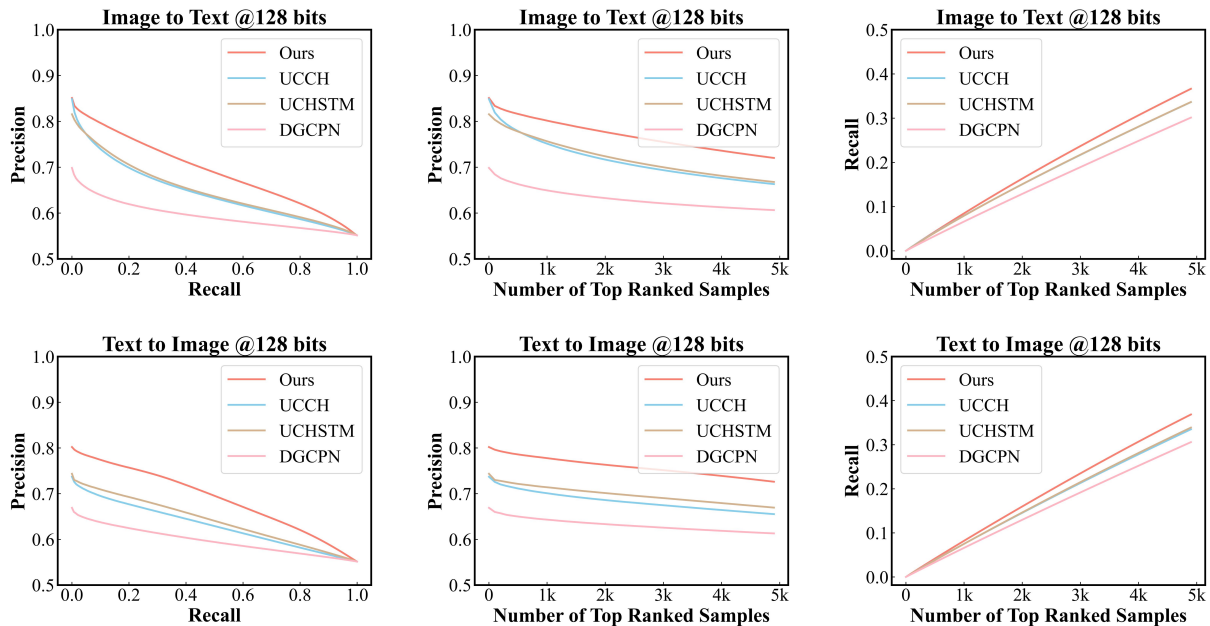 Image to Text @128 bits
1.0
0.9
0.8
0.7
0.6
0.5
Precision
Ours
UCCH
UCHSTM
DGCPN
0.0 0.2 0.4 0.6 0.8 1.0
Recall
Image to Text @128 bits
1.0
0.9
0.8
0.7
0.6
0.5
Precision
Ours
UCCH
UCHSTM
DGCPN
0 1k 2k 3k 4k 5k
Number of Top Ranked Samples
Image to Text @128 bits
0.5
0.4
0.3
0.2
0.1
0.0
Recall
Ours
UCCH
UCHSTM
DGCPN
0 1k 2k 3k 4k 5k
Number of Top Ranked Samples
Text to Image @128 bits
1.0
0.9
0.8
0.7
0.6
0.5
Precision
Ours
UCCH
UCHSTM
DGCPN
0.0 0.2 0.4 0.6 0.8 1.0
Recall
Text to Image @128 bits
1.0
0.9
0.8
0.7
0.6
0.5
Precision
Ours
UCCH
UCHSTM
DGCPN
0 1k 2k 3k 4k 5k
Number of Top Ranked Samples
Text to Image @128 bits
0.5
0.4
0.3
0.2
0.1
0.0
Recall
Ours
UCCH
UCHSTM
DGCPN
0 1k 2k 3k 4k 5k
Number of Top Ranked Samples